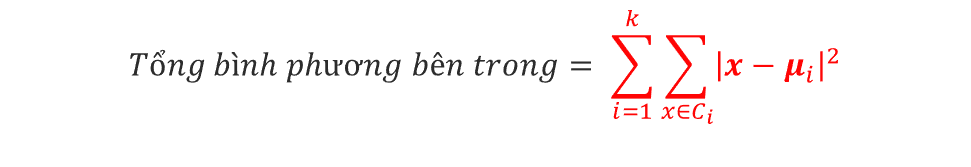 Tổng bình phương bên trong = ∑_{i=1}^{k} ∑_{x∈C_i} |x − μ_i|^2